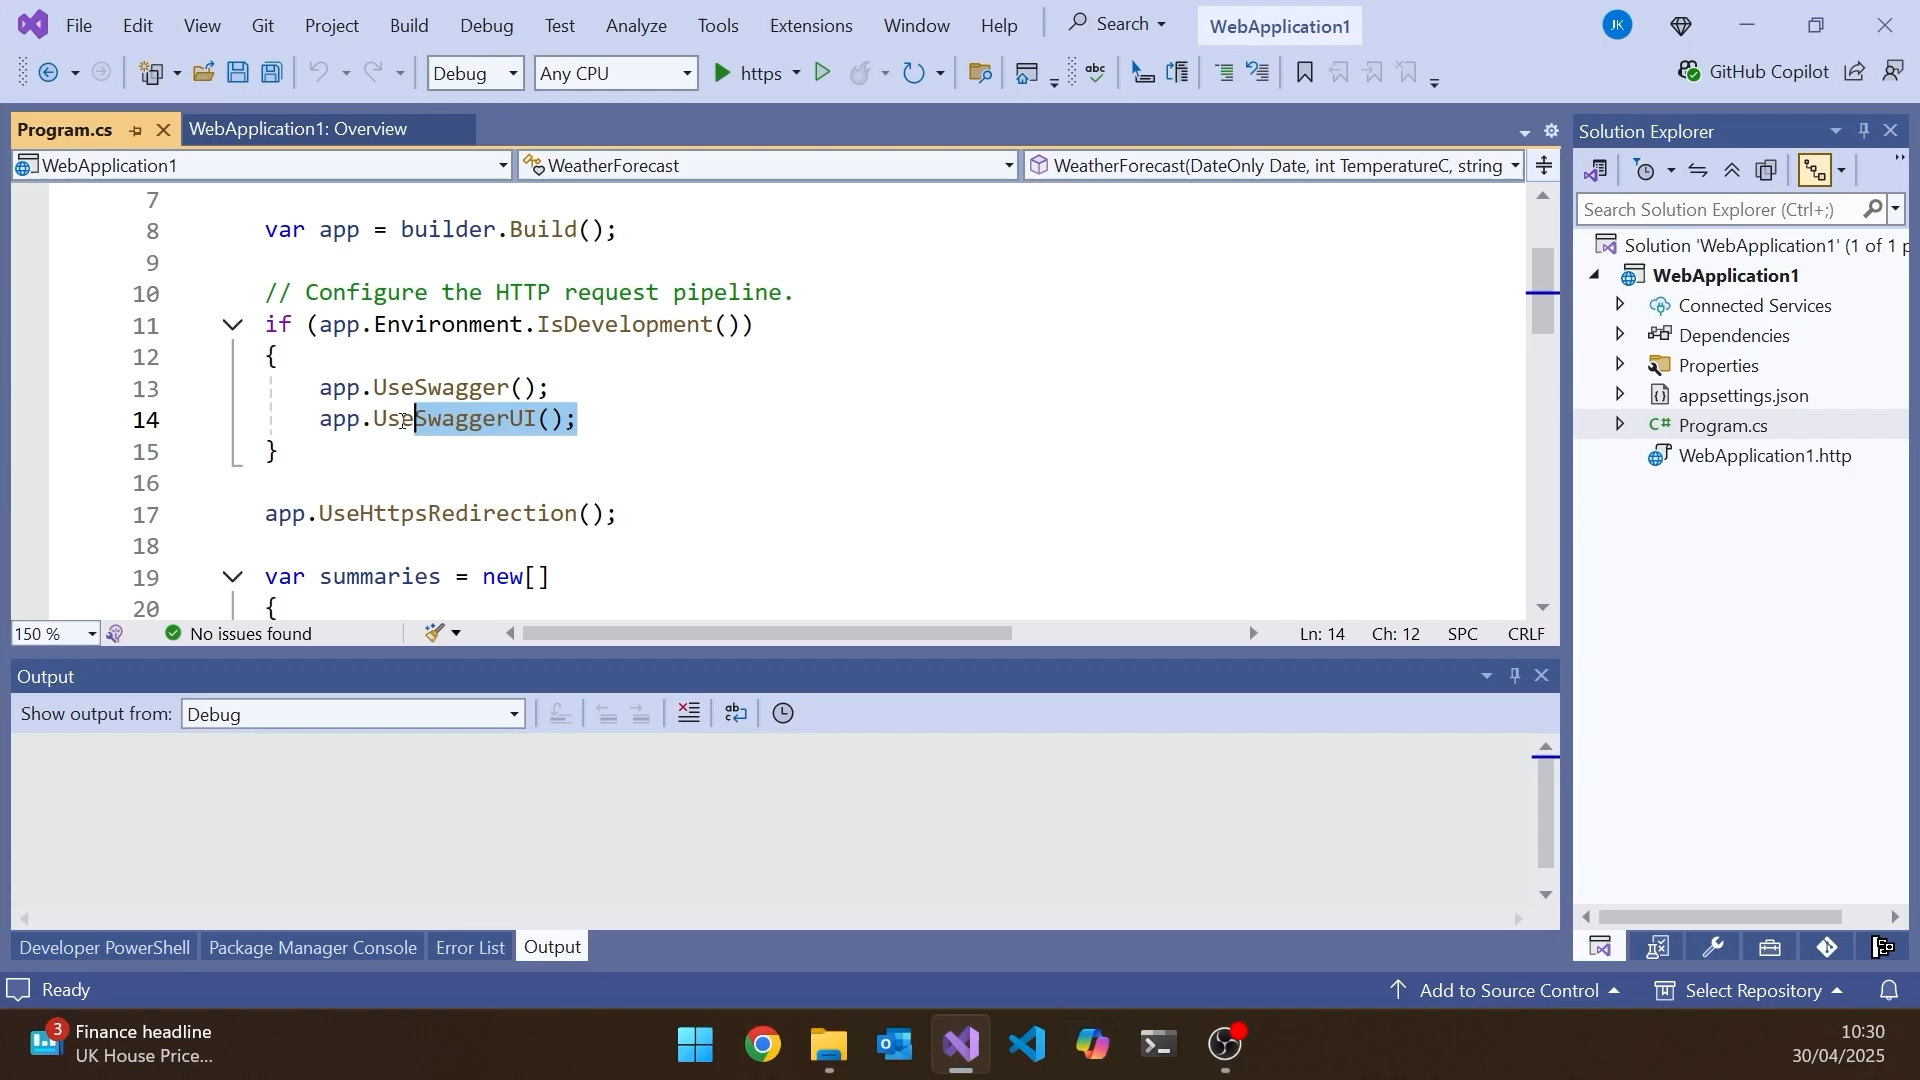 File Edit View Git Project Build Debug Test Analyze Tools Extensions Window Help Search WebApplication1 JK
Debug Any CPU https GitHub Copilot
Program.cs WebApplication1: Overview
WebApplication1 WeatherForecast WeatherForecast(DateOnly Date, int TemperatureC, string
7
8 var app = builder.Build();
9
10 // Configure the HTTP request pipeline.
11 if (app.Environment.IsDevelopment())
12 {
13 app.UseSwagger();
14 app.UseSwaggerUI();
15 }
16
17 app.UseHttpsRedirection();
18
19 var summaries = new[]
20 {
150 % No issues found Ln: 14 Ch: 12 SPC CRLF
Output
Show output from: Debug
Developer PowerShell Package Manager Console Error List Output
Solution Explorer
Search Solution Explorer (Ctrl+;)
Solution 'WebApplication1' (1 of 1 p
WebApplication1
Connected Services
Dependencies
Properties
appsettings.json
C# Program.cs
WebApplication1.http
Ready Add to Source Control Select Repository
3 Finance headline
UK House Price...
10:30
30/04/2025